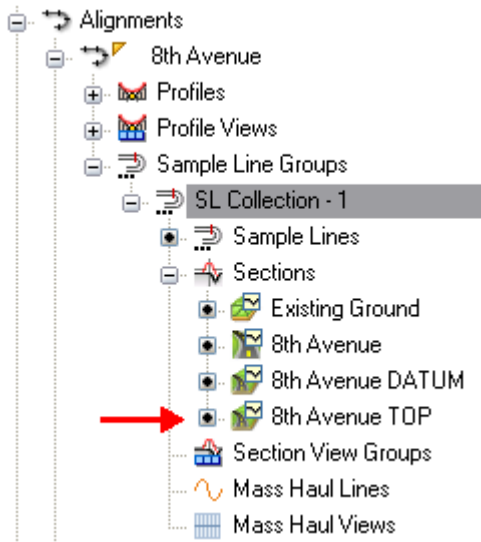 Alignments
8th Avenue
Profiles
Profile Views
Sample Line Groups
SL Collection - 1
Sample Lines
Sections
Existing Ground
8th Avenue
8th Avenue DATUM
8th Avenue TOP
Section View Groups
Mass Haul Lines
Mass Haul Views